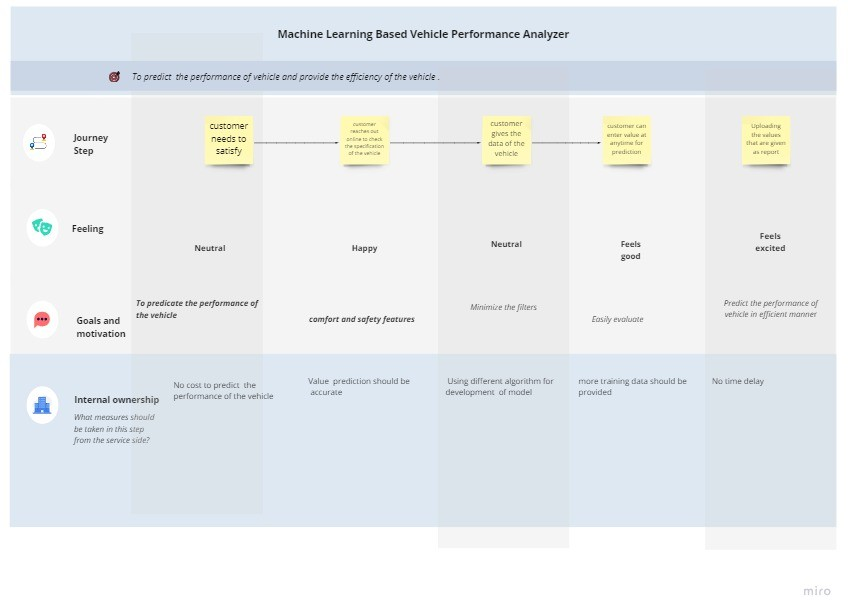 Machine Learning Based Vehicle Performance Analyzer
To predict the performance of vehicle and provide the efficiency of the vehicle .
Journey
Step
customer
needs to
satisfy
customer
reaches out
online to check
the specification
of the vehicle
customer
gives the
data of the
vehicle
customer can
enter value at
anytime for
prediction
Uploading
the values
that are given
as report
Feeling
Neutral
Happy
Neutral
Feels
good
Feels
excited
Goals and
motivation
To predicate the performance of
the vehicle
comfort and safety features
Minimize the filters
Easily evaluate
Predict the performance of
vehicle in efficient manner
Internal ownership
What measures should
be taken in this step
from the service side?
No cost to predict the
performance of the vehicle
Value prediction should be
accurate
Using different algorithm for
development of model
more training data should be
provided
No time delay
miro